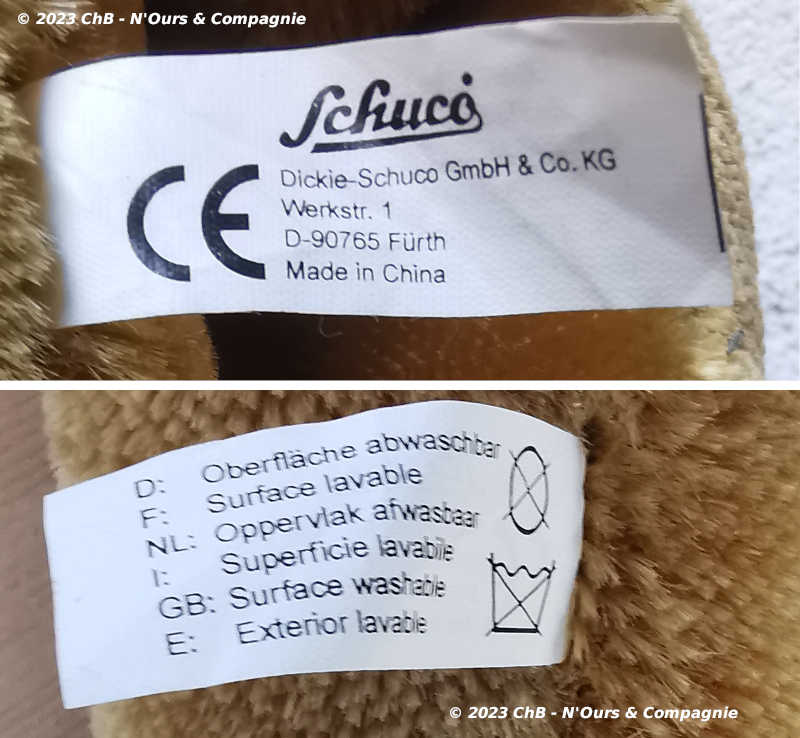 © 2023 ChB - N'Ours & Compagnie
Schuco
CE
Dickie-Schuco GmbH & Co. KG
Werkstr. 1
D-90765 Fürth
Made in China
D: Oberfläche abwaschbar
F: Surface lavable
NL: Oppervlak afwasbaar
I: Superficie lavabile
GB: Surface washable
E: Exterior lavable
© 2023 ChB - N'Ours & Compagnie